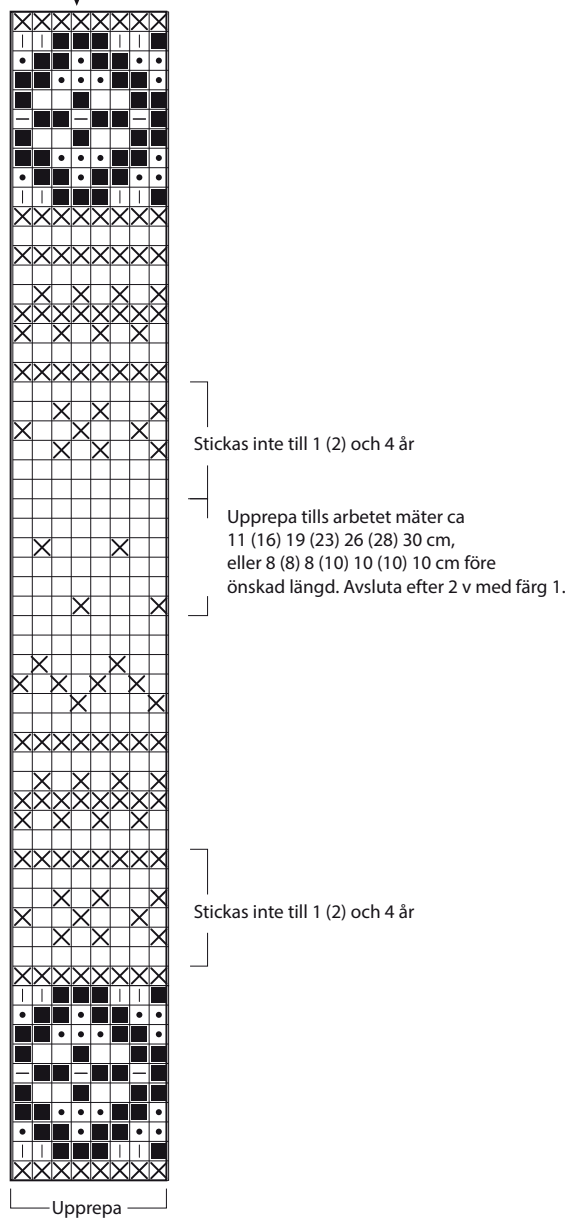 Stickas inte till 1 (2) och 4 år
Upprepa tills arbetet mäter ca
11 (16) 19 (23) 26 (28) 30 cm,
eller 8 (8) 8 (10) 10 (10) 10 cm före
önskad längd. Avsluta efter 2 v med färg 1.
Stickas inte till 1 (2) och 4 år
Upprepa